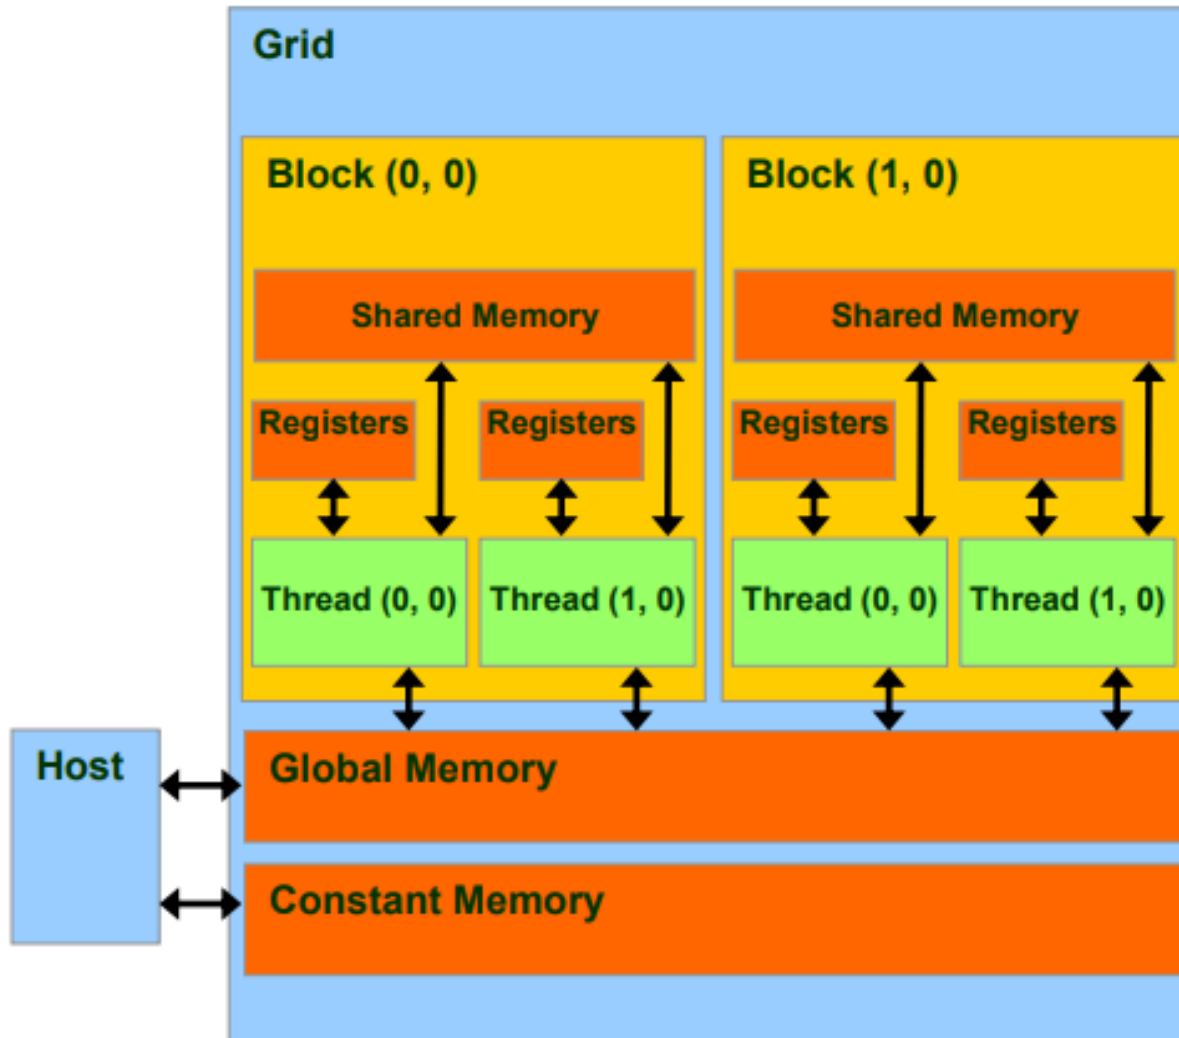 Grid
Block (0, 0)
Block (1, 0)
Shared Memory
Shared Memory
Registers
Registers
Registers
Registers
Thread (0, 0)
Thread (1, 0)
Thread (0, 0)
Thread (1, 0)
Host
Global Memory
Constant Memory